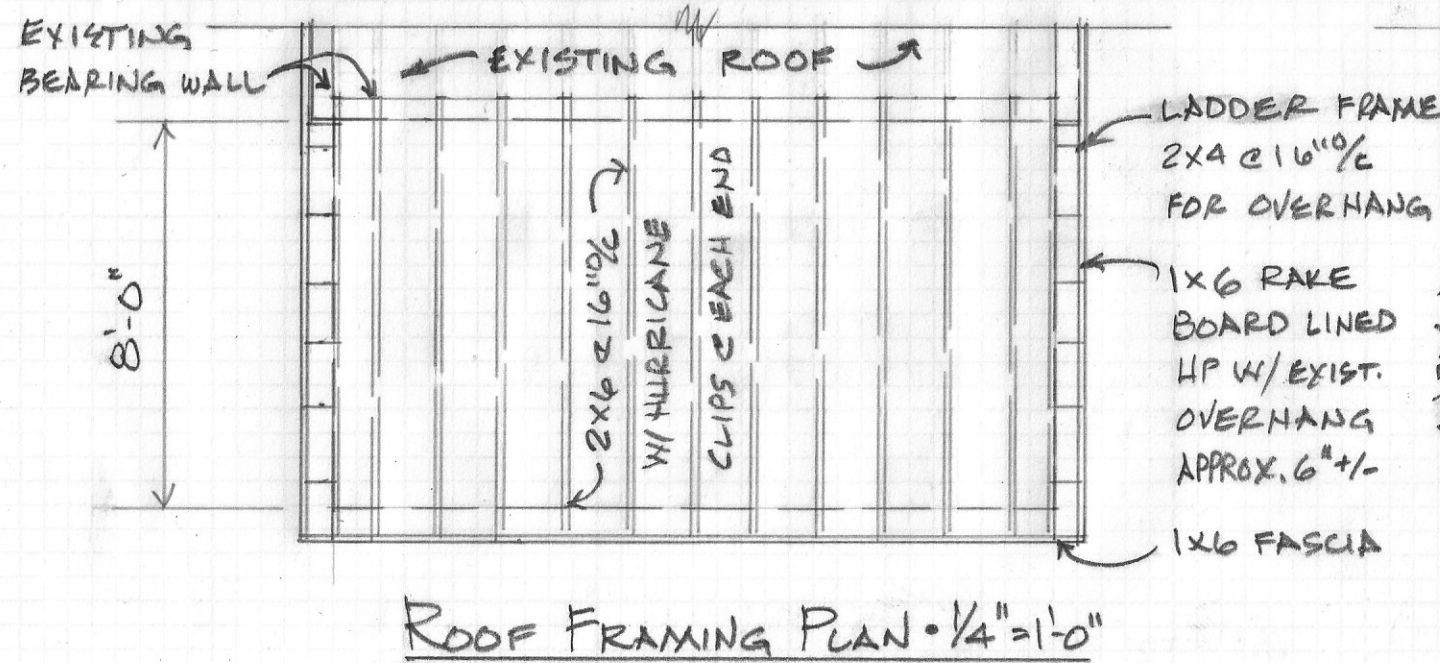 EXISTING
BEARING WALL
EXISTING ROOF
LADDER FRAME
2X4 @ 16" O/C
FOR OVERHANG
8'-0"
2X6 @ 16" O/C
W/ HURRICANE
CLIPS @ EACH END
1X6 RAKE
BOARD LINED
UP W/ EXIST.
OVERHANG
APPROX. 6" +/-
1X6 FASCIA
ROOF FRAMING PLAN • 1/4" = 1'-0"